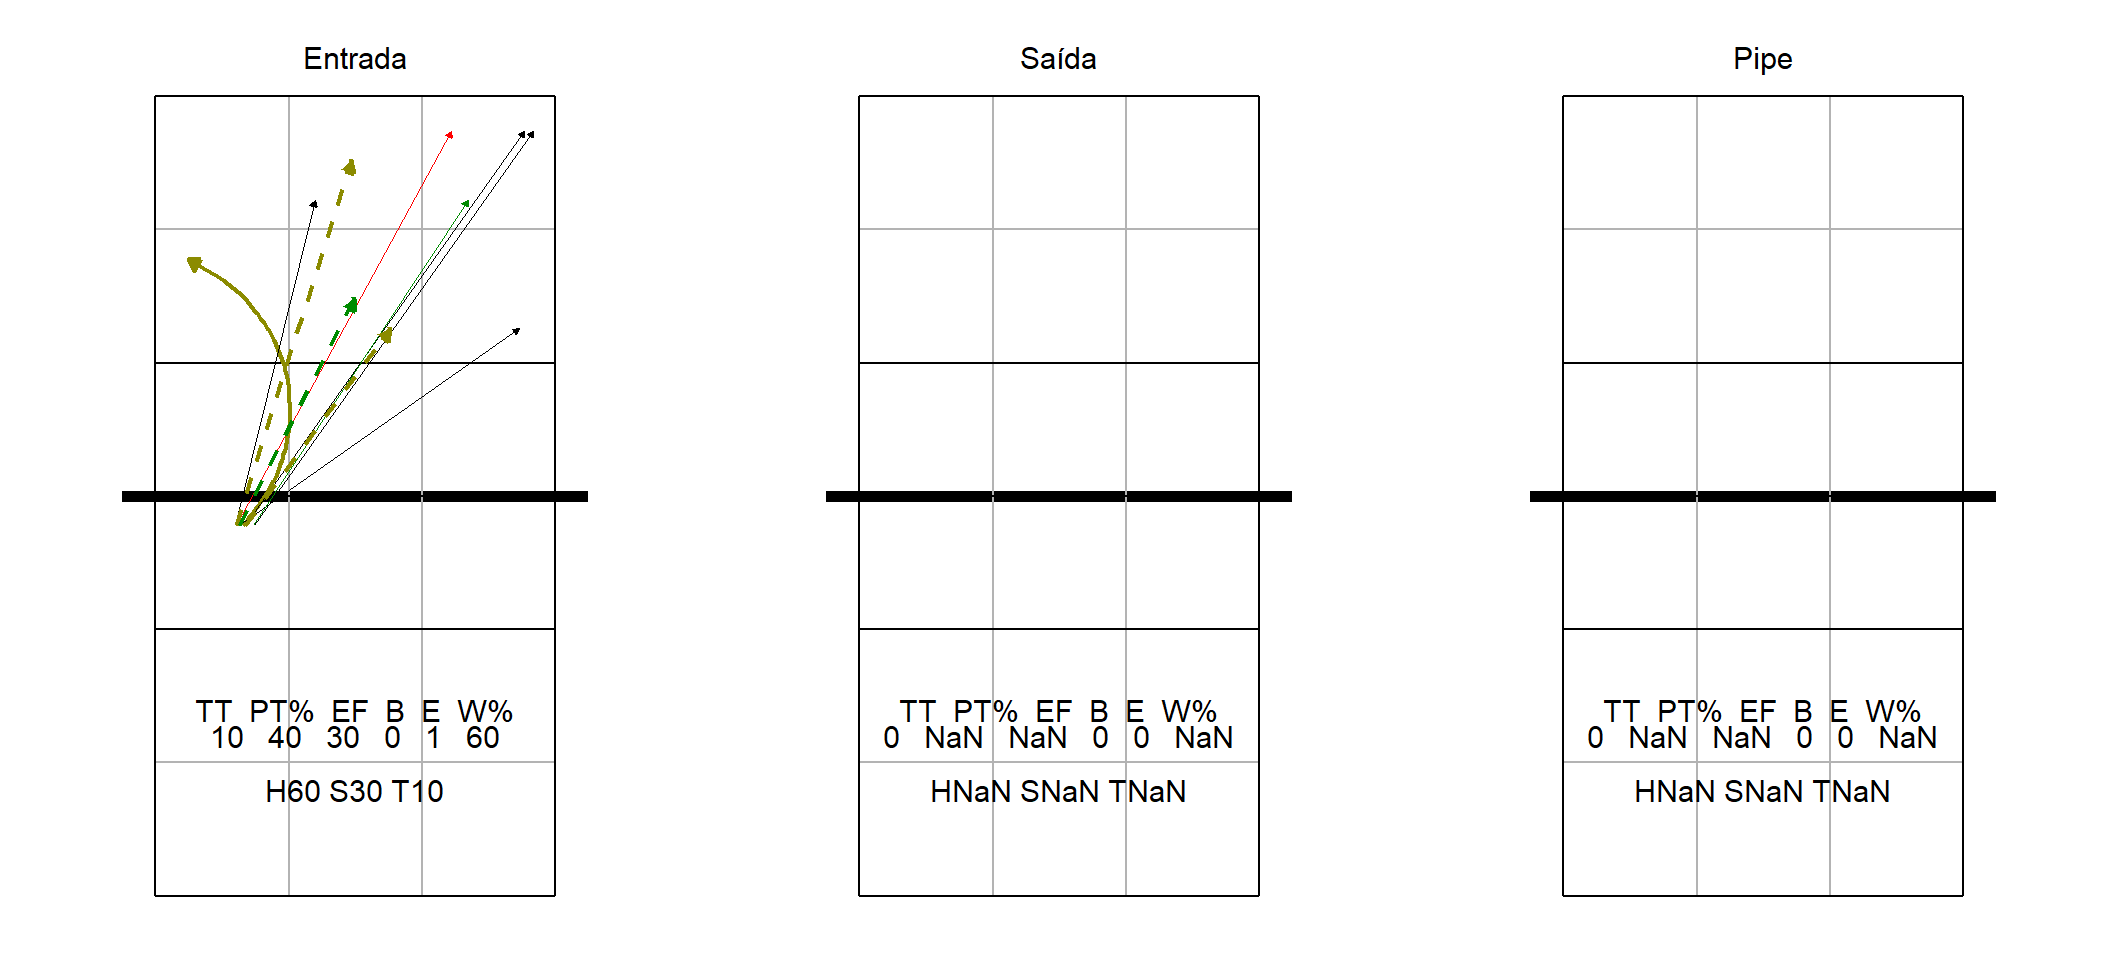 Entrada
Saída
Pipe
TT PT% EF B E W%
10 40 30 0 1 60
H60 S30 T10
TT PT% EF B E W%
0 NaN NaN 0 0 NaN
HNaN SNaN TNaN
TT PT% EF B E W%
0 NaN NaN 0 0 NaN
HNaN SNaN TNaN